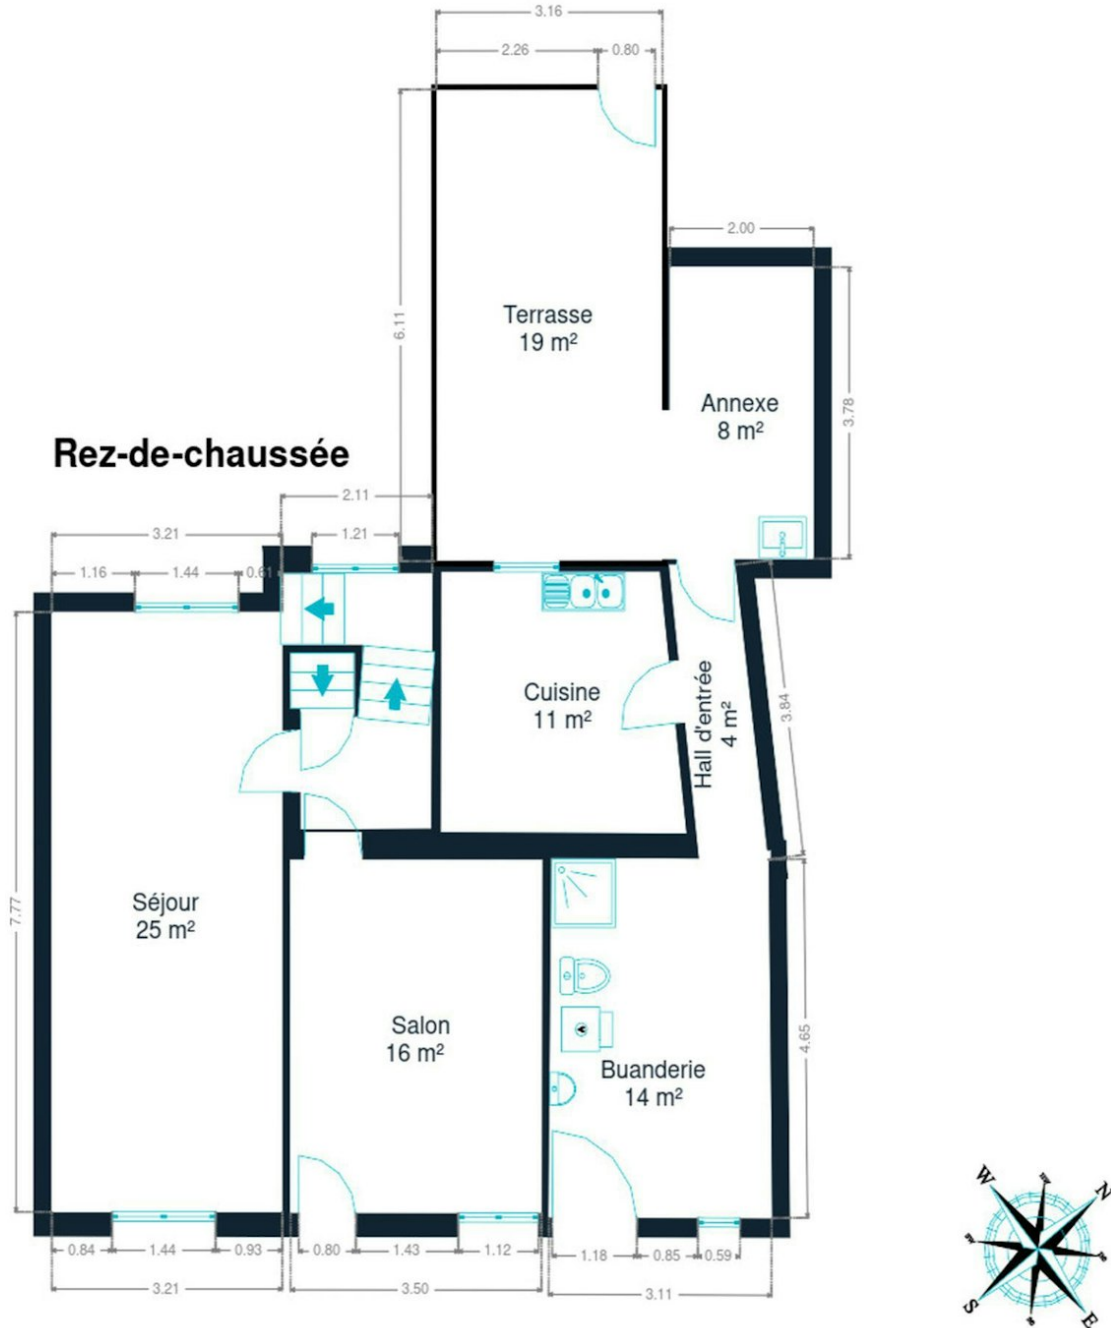 3.16
2.26
0.80
2.00
Terrasse
19 m²
6.11
Annexe
8 m²
3.78
Rez-de-chaussée
2.11
3.21
1.21
1.16
1.44
0.61
Cuisine
11 m²
Hall d'entrée
4 m²
3.84
Séjour
25 m²
7.77
Salon
16 m²
Buanderie
14 m²
4.65
0.84
1.44
0.93
0.80
1.43
1.12
1.18
0.85
0.59
3.21
3.50
3.11
W
N
S
E